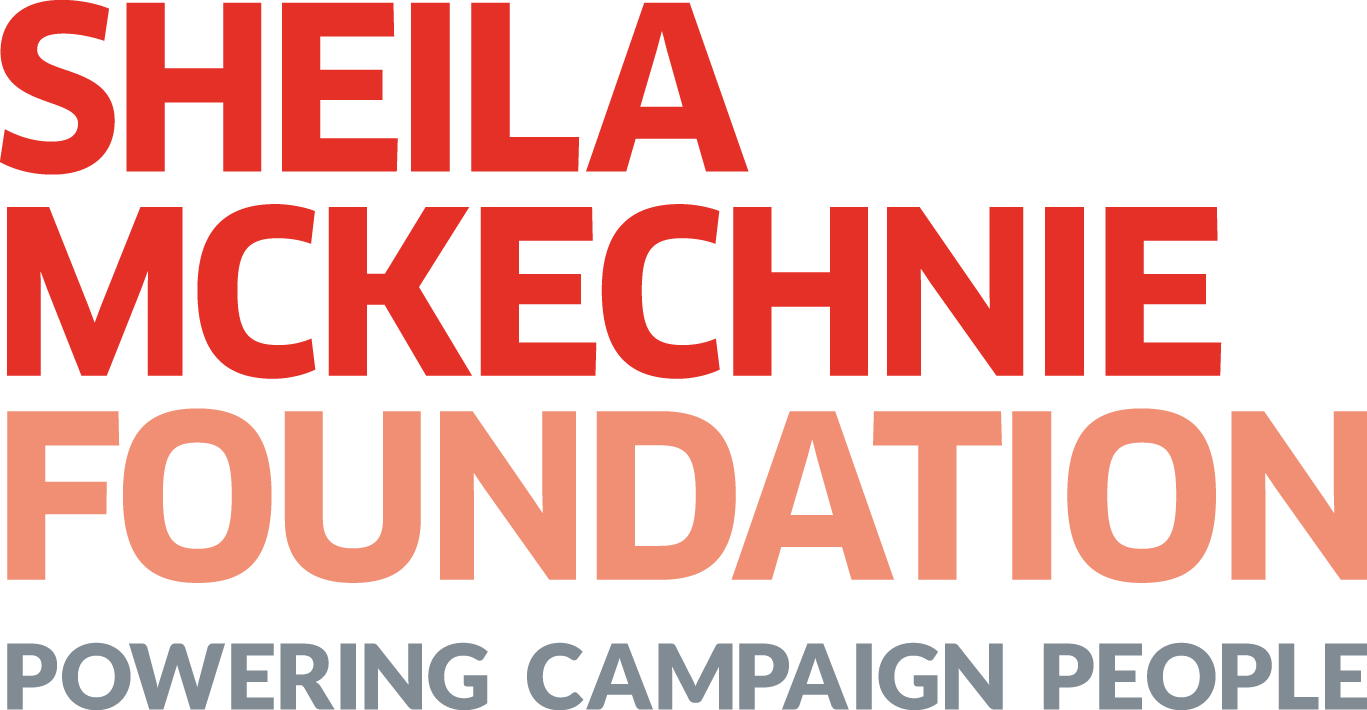 SHEILA
MCKECHNIE
FOUNDATION
POWERING CAMPAIGN PEOPLE